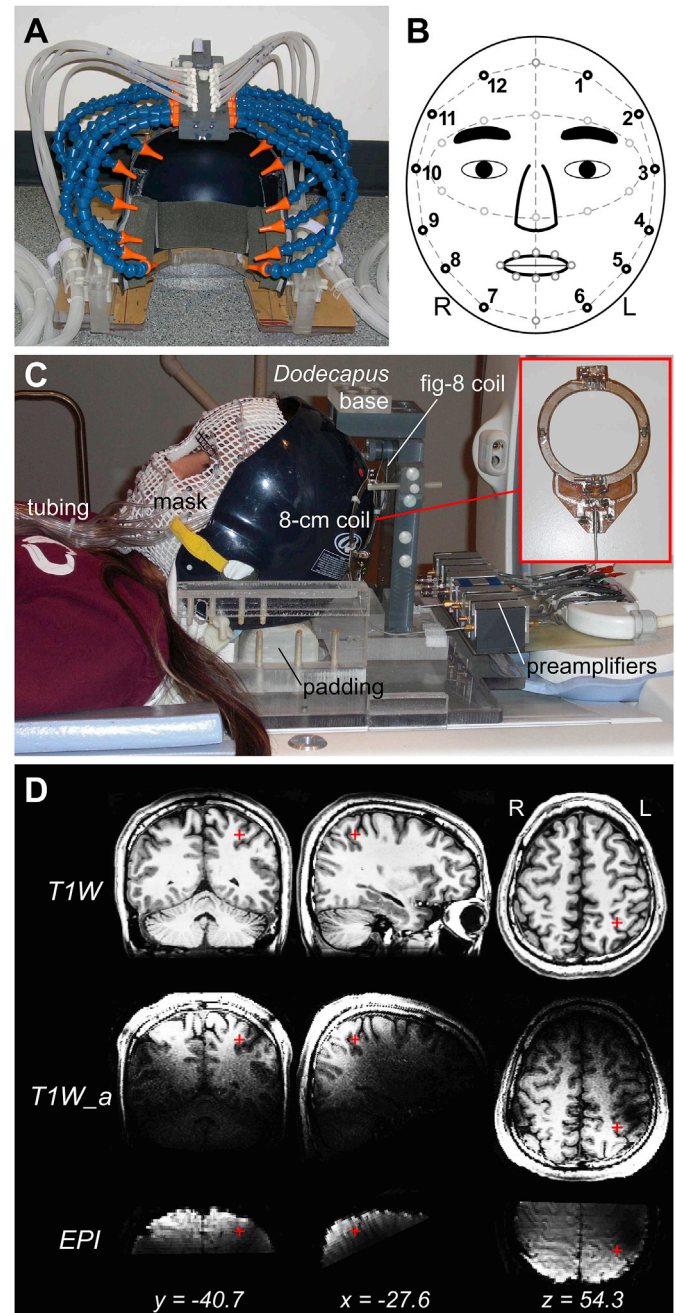 A
B
12
1
11
2
10
3
9
4
8
5
7
6
R
L
C
Dodecapus
base
fig-8 coil
tubing
mask
8-cm coil
preamplifiers
padding
D
R
L
T1W
T1W_a
EPI
y = -40.7
x = -27.6
z = 54.3